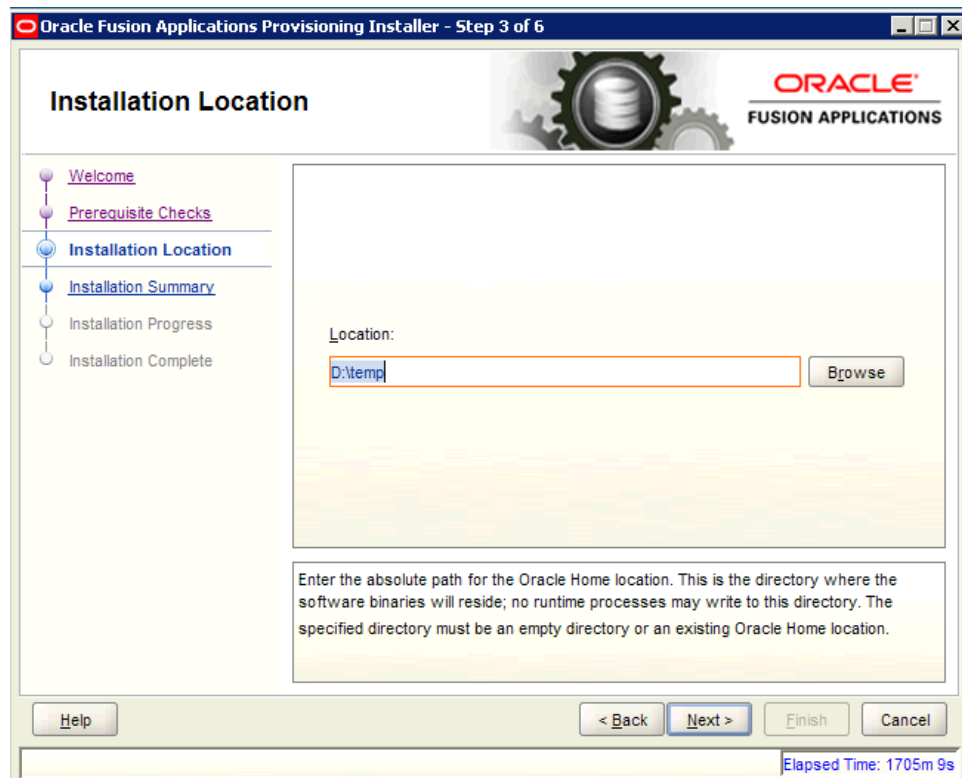 Oracle Fusion Applications Provisioning Installer - Step 3 of 6
Installation Location
ORACLE®
FUSION APPLICATIONS
Welcome
Prerequisite Checks
Installation Location
Installation Summary
Installation Progress
Installation Complete
Location:
D:\temp
Browse
Enter the absolute path for the Oracle Home location. This is the directory where the
software binaries will reside; no runtime processes may write to this directory. The
specified directory must be an empty directory or an existing Oracle Home location.
Help
< Back
Next >
Finish
Cancel
Elapsed Time: 1705m 9s